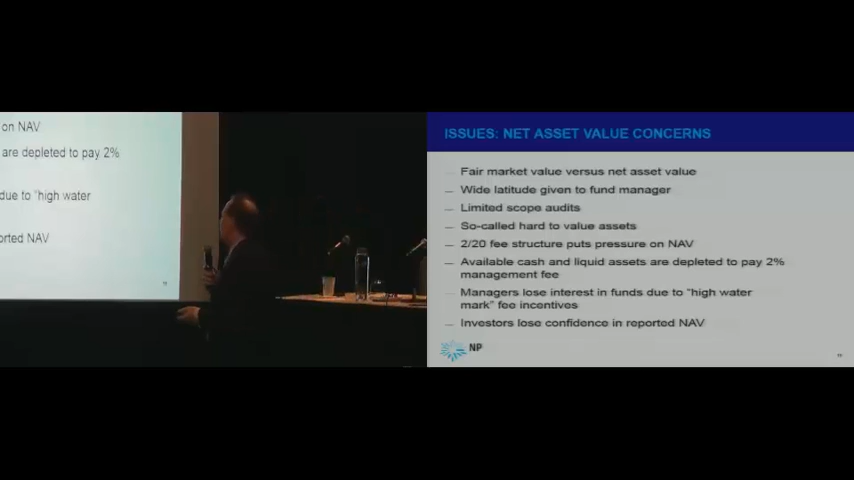 on NAV
are depleted to pay 2%
due to “high water
orted NAV
ISSUES: NET ASSET VALUE CONCERNS
— Fair market value versus net asset value
— Wide latitude given to fund manager
— Limited scope audits
— So-called hard to value assets
— 2/20 fee structure puts pressure on NAV
— Available cash and liquid assets are depleted to pay 2%
management fee
— Managers lose interest in funds due to “high water
mark” fee incentives
— Investors lose confidence in reported NAV
NP